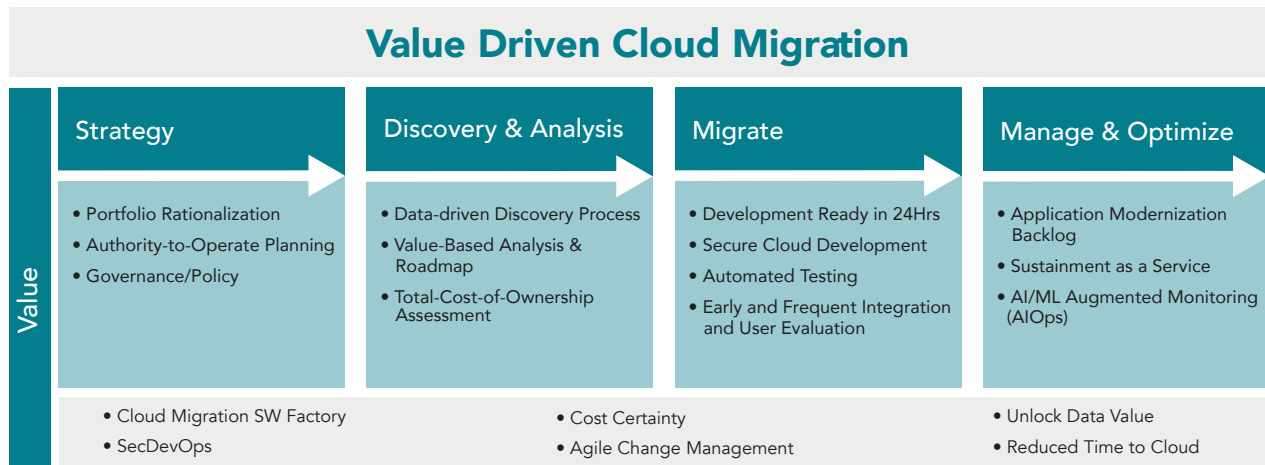 Value Driven Cloud Migration
Value
Strategy
• Portfolio Rationalization
• Authority-to-Operate Planning
• Governance/Policy
Discovery & Analysis
• Data-driven Discovery Process
• Value-Based Analysis &
Roadmap
• Total-Cost-of-Ownership
Assessment
Migrate
• Development Ready in 24Hrs
• Secure Cloud Development
• Automated Testing
• Early and Frequent Integration
and User Evaluation
Manage & Optimize
• Application Modernization
Backlog
• Sustainment as a Service
• AI/ML Augmented Monitoring
(AIOps)
• Cloud Migration SW Factory
• SecDevOps
• Cost Certainty
• Agile Change Management
• Unlock Data Value
• Reduced Time to Cloud